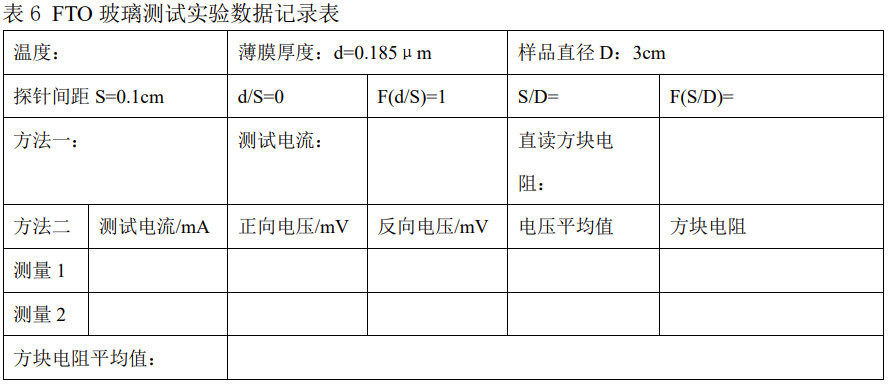 表 6 FTO 玻璃测试实验数据记录表
温度： 薄膜厚度：d=0.185μm 样品直径 D：3cm
探针间距 S=0.1cm d/S=0 F(d/S)=1 S/D= F(S/D)=
方法一： 测试电流： 直读方块电
阻：
方法二 测试电流/mA 正向电压/mV 反向电压/mV 电压平均值 方块电阻
测量 1
测量 2
方块电阻平均值：